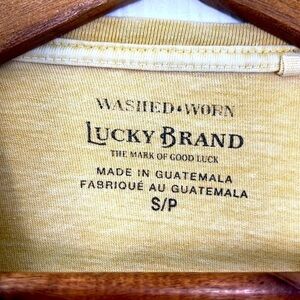 WASHED WORN
LUCKY BRAND
THE MARK OF GOOD LUCK
MADE IN GUATEMALA
FABRIQUÉ AU GUATEMALA
S/P